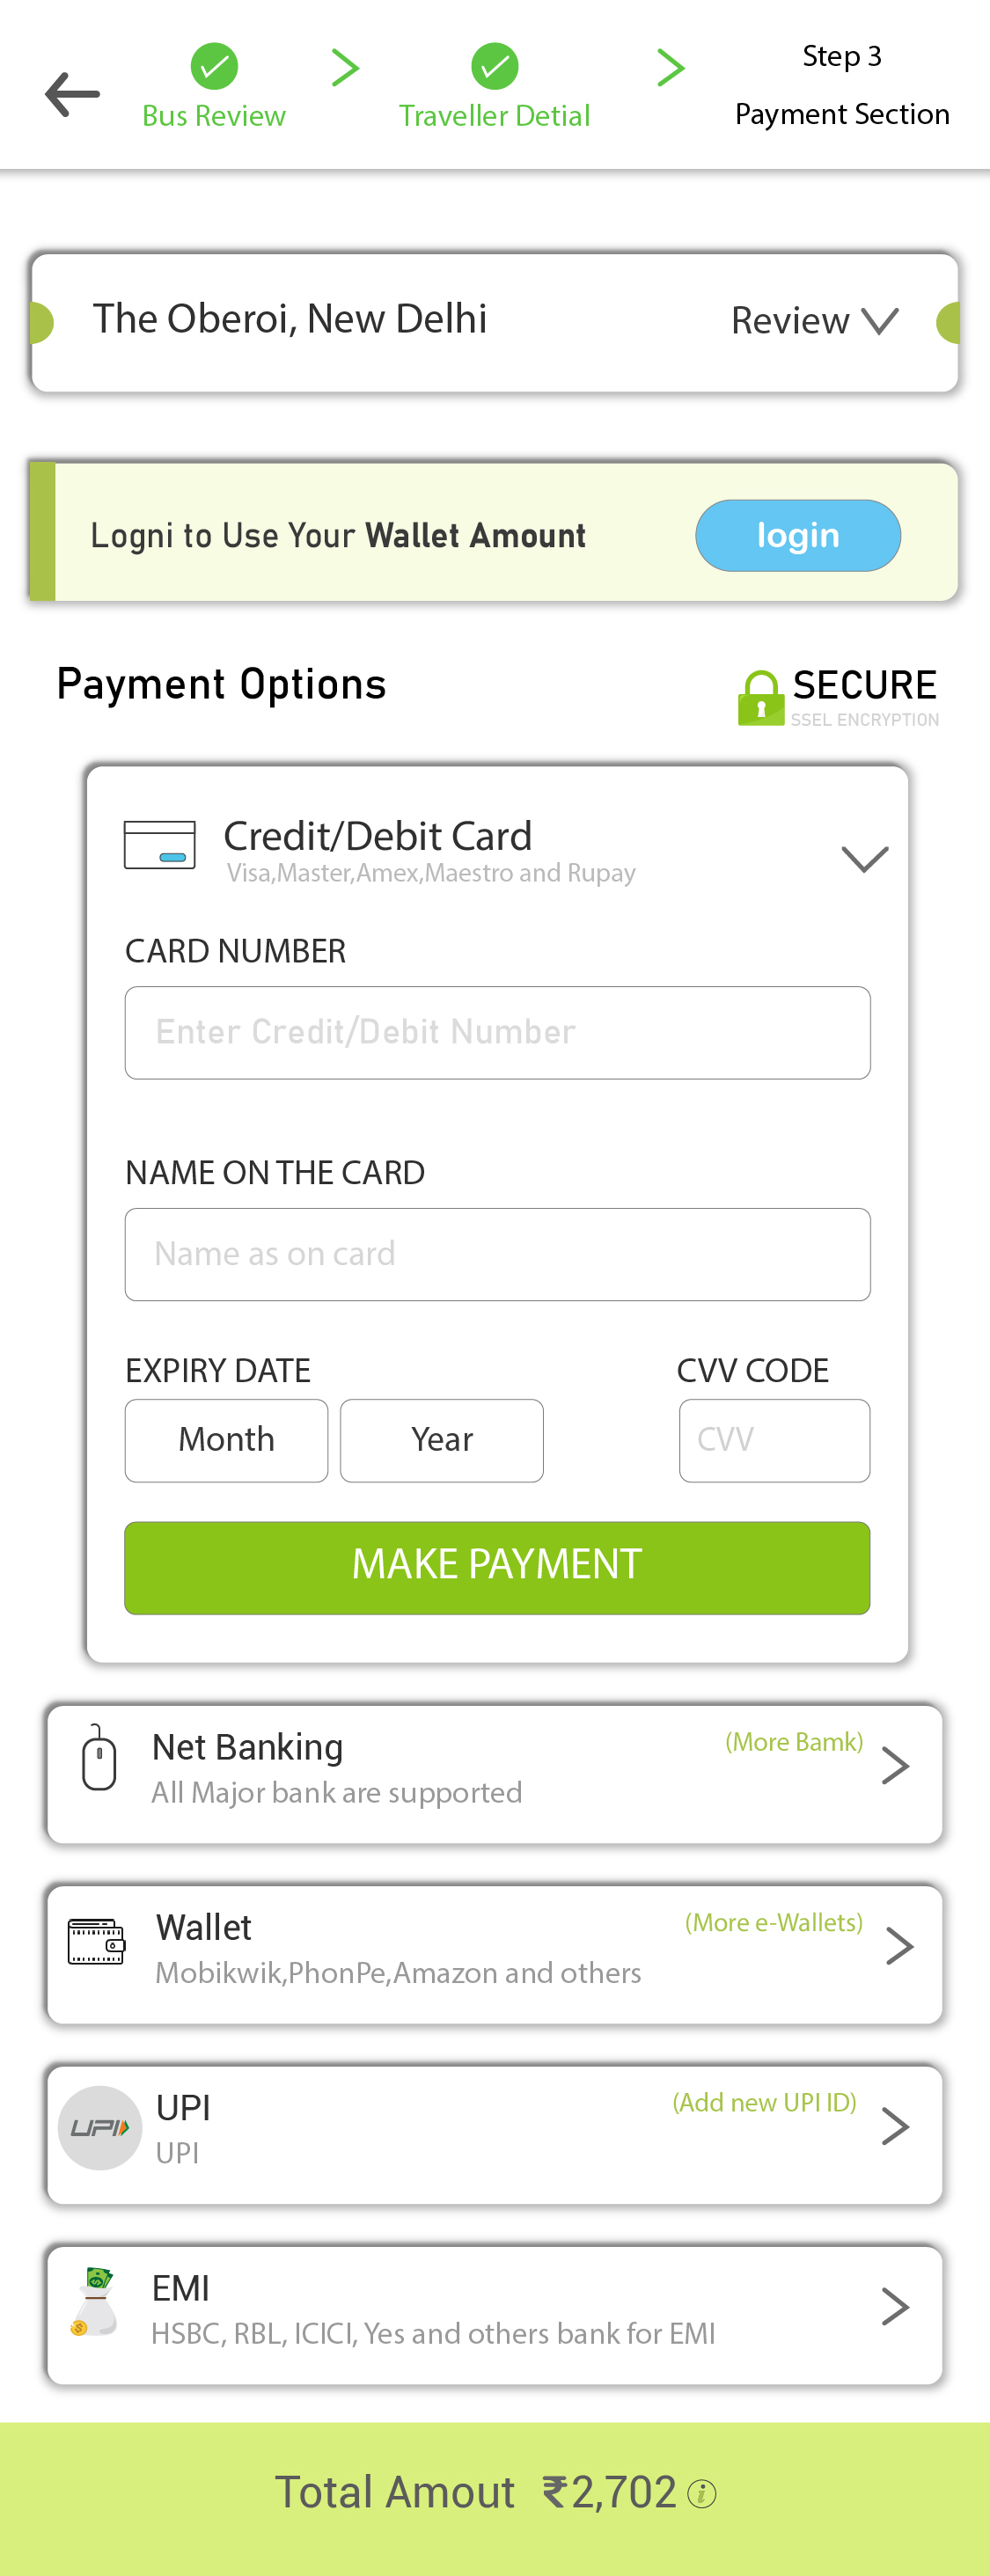 Step 3
Bus Review
Traveller Detial
Payment Section
The Oberoi, New Delhi
Review
Logni to Use Your Wallet Amount
login
Payment Options
SECURE
SSEL ENCRYPTION
Credit/Debit Card
Visa,Master,Amex,Maestro and Rupay
CARD NUMBER
Enter Credit/Debit Number
NAME ON THE CARD
Name as on card
EXPIRY DATE
CVV CODE
Month
Year
CVV
MAKE PAYMENT
Net Banking
(More Bamk)
All Major bank are supported
Wallet
(More e-Wallets)
Mobikwik,PhonPe,Amazon and others
UPI
UPI
(Add new UPI ID)
UPI
EMI
HSBC, RBL, ICICI, Yes and others bank for EMI
Total Amout ₹2,702 i